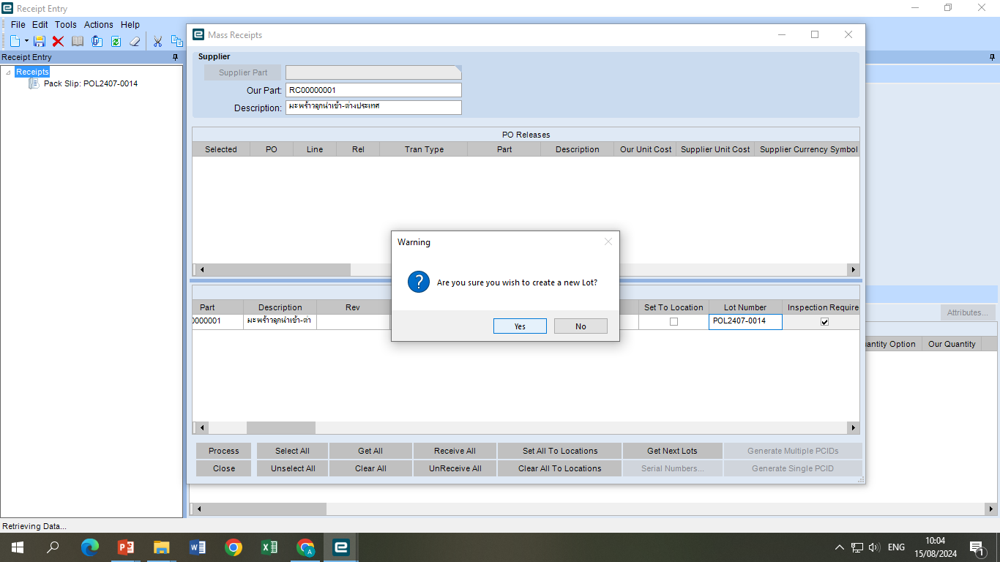 Receipt Entry
File Edit Tools Actions Help
Receipt Entry
Receipts
Pack Slip: POL2407-0014
Mass Receipts
Supplier
Supplier Part
Our Part: RC00000001
Description: มะพร้าวลูกนำเข้า-ต่างประเทศ
PO Releases
Selected PO Line Rel Tran Type Part Description Our Unit Cost Supplier Unit Cost Supplier Currency Symbol
Warning
Are you sure you wish to create a new Lot?
Yes No
Part Description Rev Set To Location Lot Number Inspection Require
0000001 มะพร้าวลูกนำเข้า-ต่า POL2407-0014
Attributes...
uantity Option Our Quantity
Process Select All Get All Receive All Set All To Locations Get Next Lots Generate Multiple PCIDs
Close Unselect All Clear All UnReceive All Clear All To Locations Serial Numbers... Generate Single PCID
Retrieving Data...
ENG
10:04
15/08/2024
1